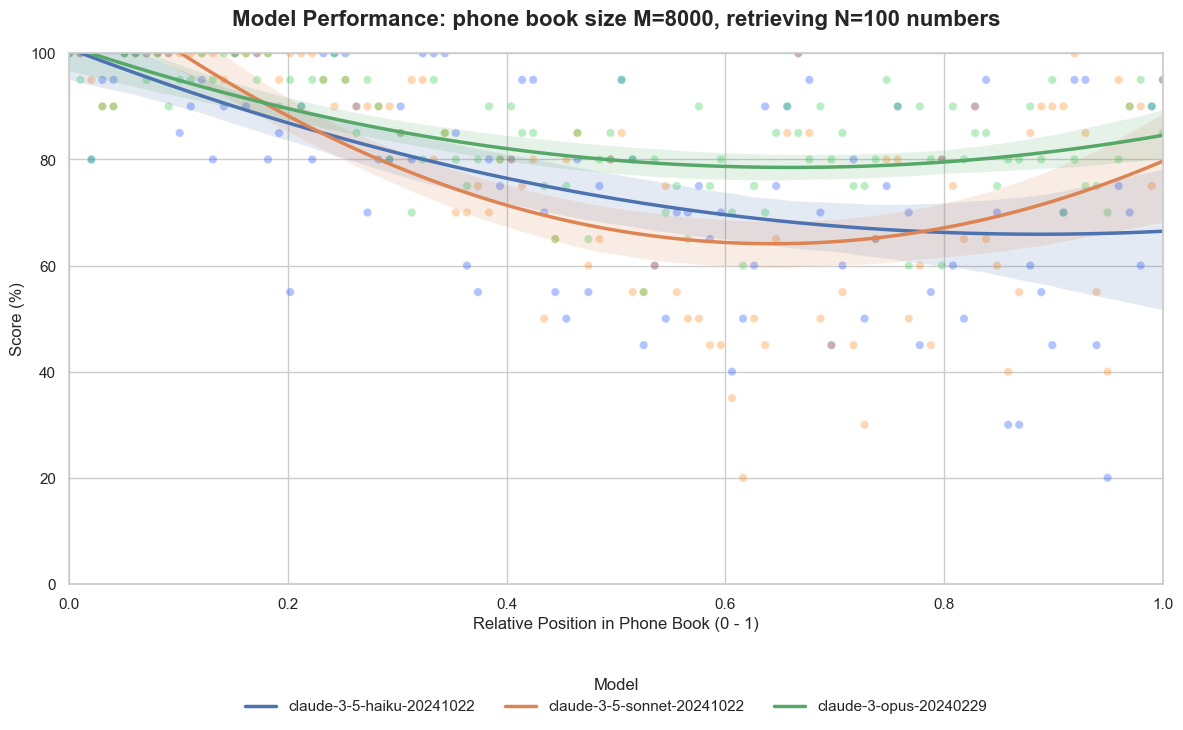 Model Performance: phone book size M=8000, retrieving N=100 numbers
100
80
60
40
20
0
Score (%)
0.0 0.2 0.4 0.6 0.8 1.0
Relative Position in Phone Book (0 - 1)
Model
claude-3-5-haiku-20241022 claude-3-5-sonnet-20241022 claude-3-opus-20240229